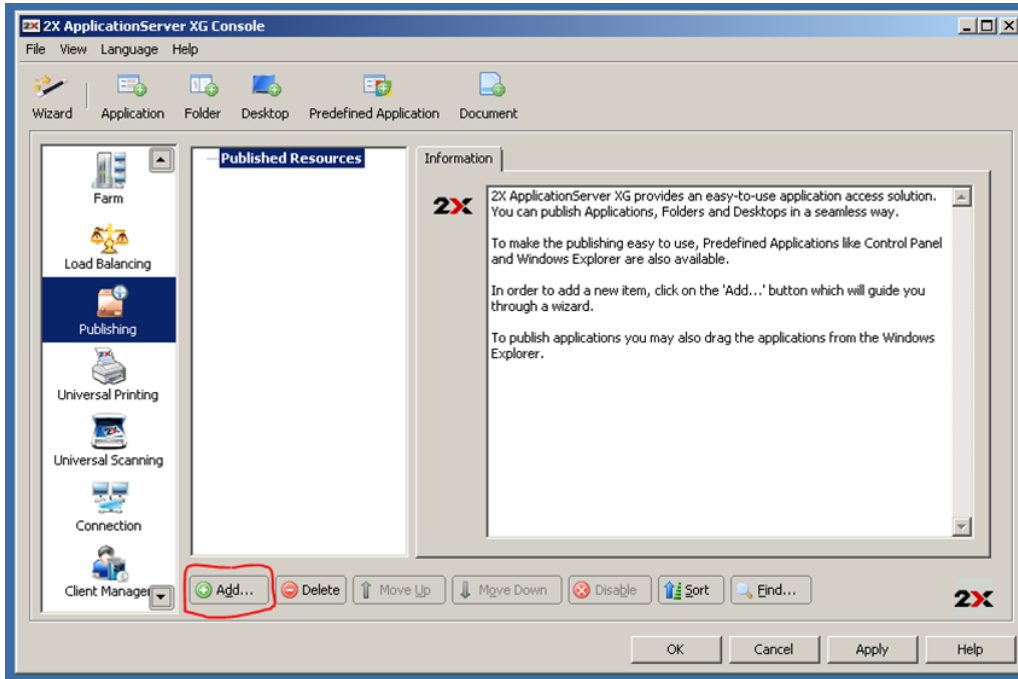 2X ApplicationServer XG Console
File View Language Help
Wizard Application Folder Desktop Predefined Application Document
Farm
Load Balancing
Publishing
Universal Printing
Universal Scanning
Connection
Client Manager
Published Resources
Information
2X
2X ApplicationServer XG provides an easy-to-use application access solution.
You can publish Applications, Folders and Desktops in a seamless way.
To make the publishing easy to use, Predefined Applications like Control Panel
and Windows Explorer are also available.
In order to add a new item, click on the 'Add...' button which will guide you
through a wizard.
To publish applications you may also drag the applications from the Windows
Explorer.
Add... Delete Move Up Move Down Disable Sort Find...
2X
OK Cancel Apply Help